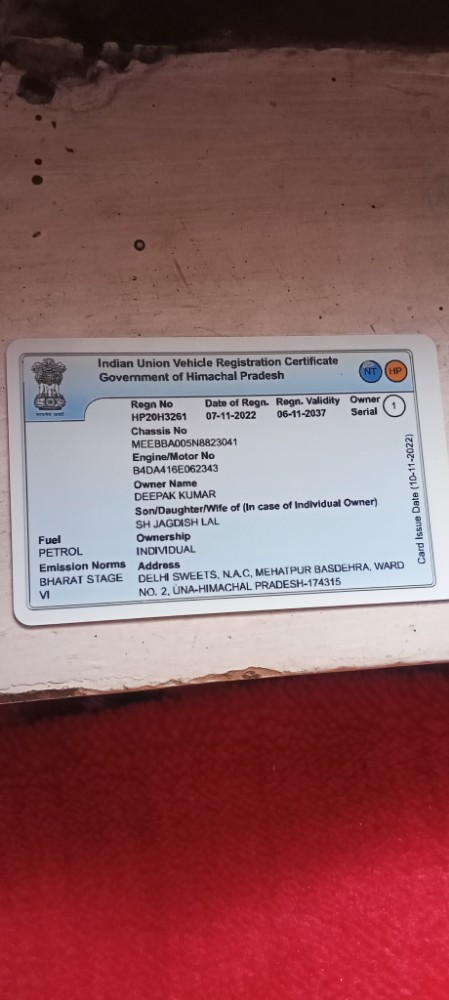 Indian Union Vehicle Registration Certificate
Government of Himachal Pradesh
NT HP
Regn No Date of Regn. Regn. Validity Owner Serial 1
HP20H3261 07-11-2022 06-11-2037
Chassis No
MEEBBA005N8823041
Engine/Motor No
B4DA416E062343
Owner Name
DEEPAK KUMAR
Son/Daughter/Wife of (In case of Individual Owner)
SH JAGDISH LAL
Fuel Ownership
PETROL INDIVIDUAL
Emission Norms Address
BHARAT STAGE DELHI SWEETS, N.A.C, MEHATPUR BASDEHRA, WARD
VI NO. 2, UNA-HIMACHAL PRADESH-174315
Card Issue Date (10-11-2022)